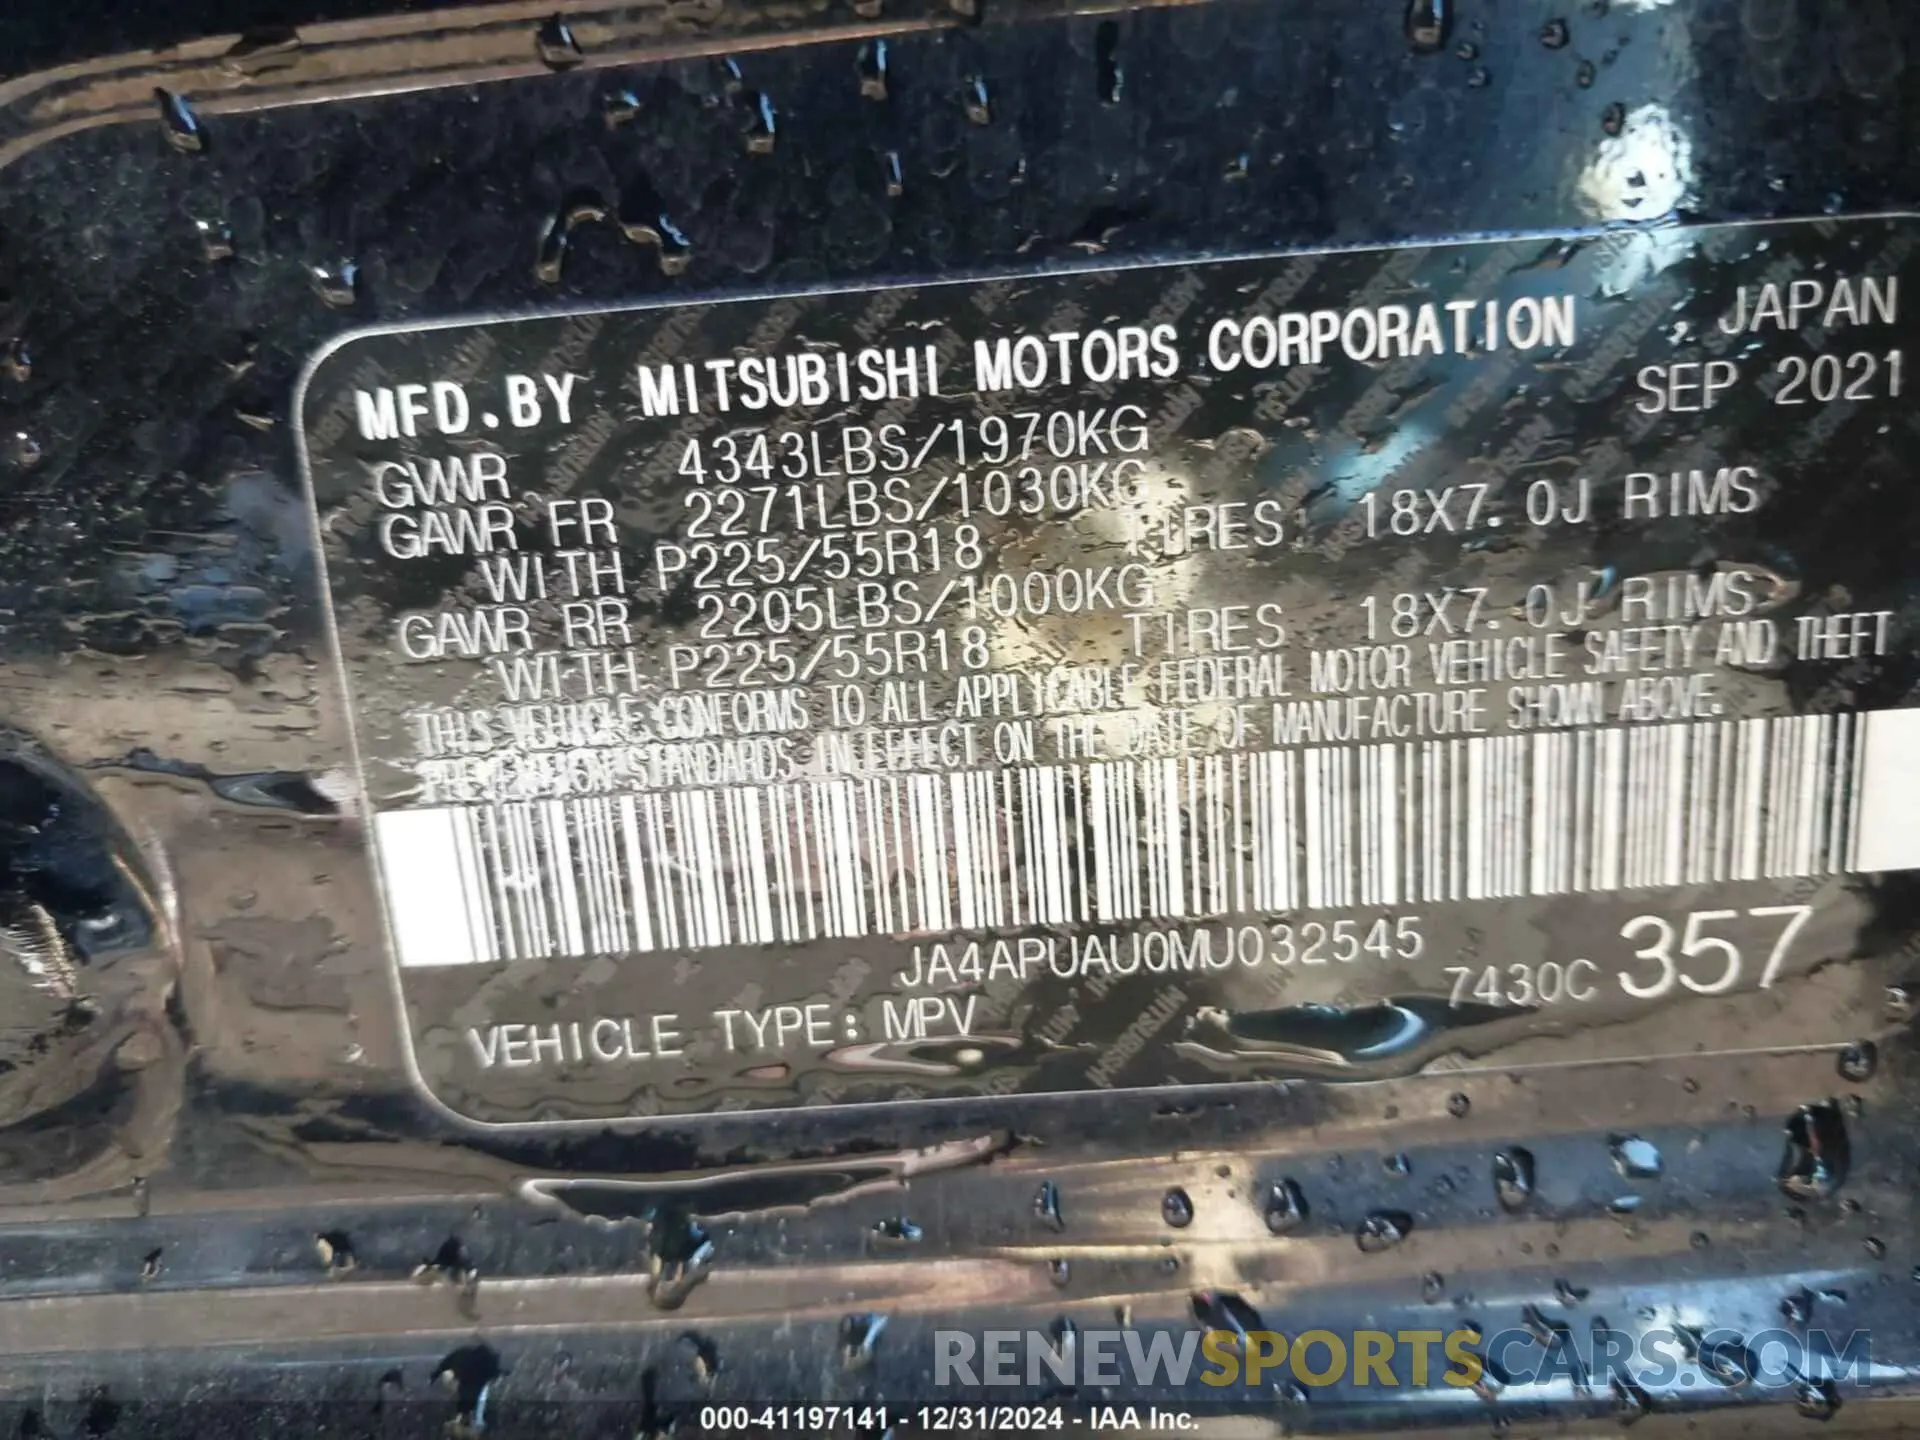 MFD.BY MITSUBISHI MOTORS CORPORATION , JAPAN
SEP 2021
GVWR 4343LBS/1970KG
GAWR FR 2271LBS/1030KG
WITH P225/55R18 TIRES, 18X7.0J RIMS
GAWR RR 2205LBS/1000KG
WITH P225/55R18 TIRES, 18X7.0J RIMS
THIS VEHICLE CONFORMS TO ALL APPLICABLE FEDERAL MOTOR VEHICLE SAFETY AND THEFT
PREVENTION STANDARDS IN EFFECT ON THE DATE OF MANUFACTURE SHOWN ABOVE.
JA4APUAU0MU032545
7430C 357
VEHICLE TYPE: MPV
RENEWSPORTSCARS.COM
000-41197141 - 12/31/2024 - IAA Inc.